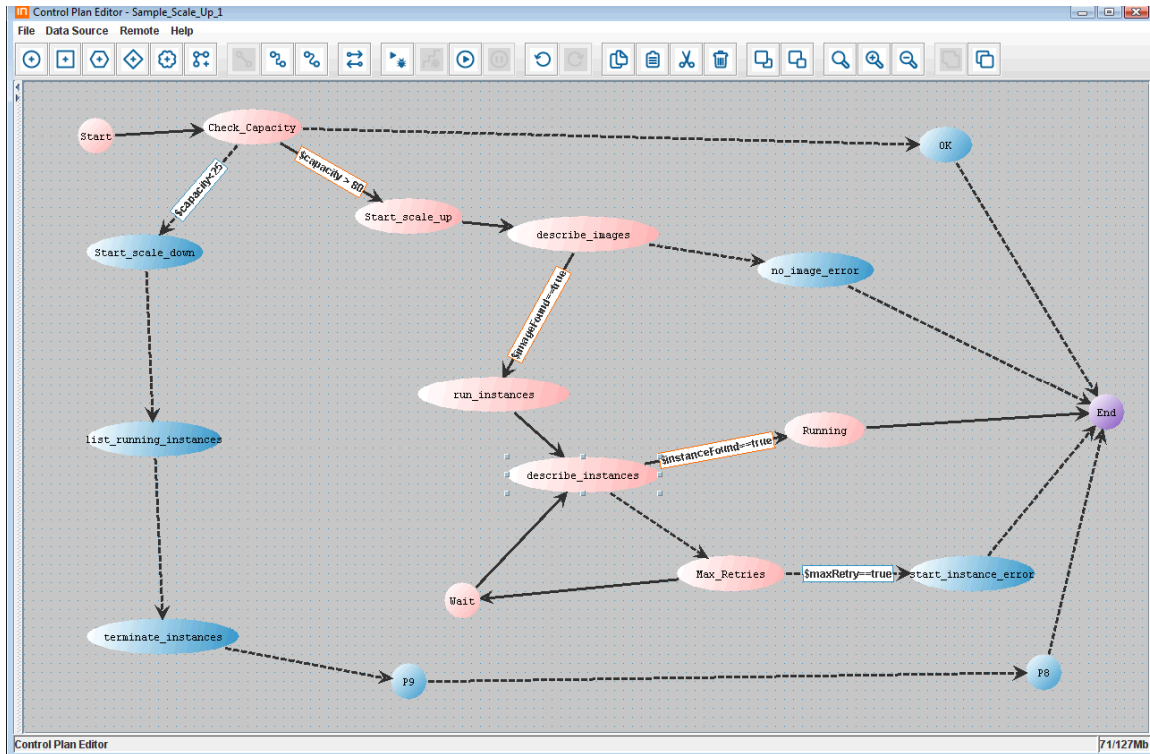 in Control Plan Editor - Sample_Scale_Up_1
File Data Source Remote Help
Start
Check_Capacity
OK
$capacity<25
$capacity > 80
Start_scale_up
describe_images
Start_scale_down
no_image_error
$imageFound==true
run_instances
End
Running
list_running_instances
$instanceFound==true
describe_instances
Max_Retries
$maxRetry==true
start_instance_error
Wait
terminate_instances
P9
P8
Control Plan Editor
71/127Mb